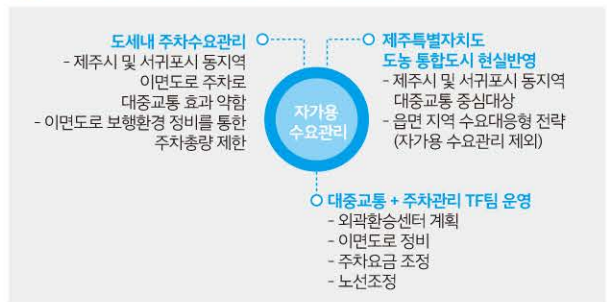 도세내 주차수요관리
- 제주시 및 서귀포시 동지역
이면도로 주차로
대중교통 효과 약함
- 이면도로 보행환경 정비를 통한
주차총량 제한
자가용
수요관리
제주특별자치도
도농 통합도시 현실반영
- 제주시 및 서귀포시 동지역
대중교통 중심대상
- 읍면 지역 수요대응형 전략
(자가용 수요관리 제외)
대중교통 + 주차관리 TF팀 운영
- 외곽환승센터 계획
- 이면도로 정비
- 주차요금 조정
- 노선조정